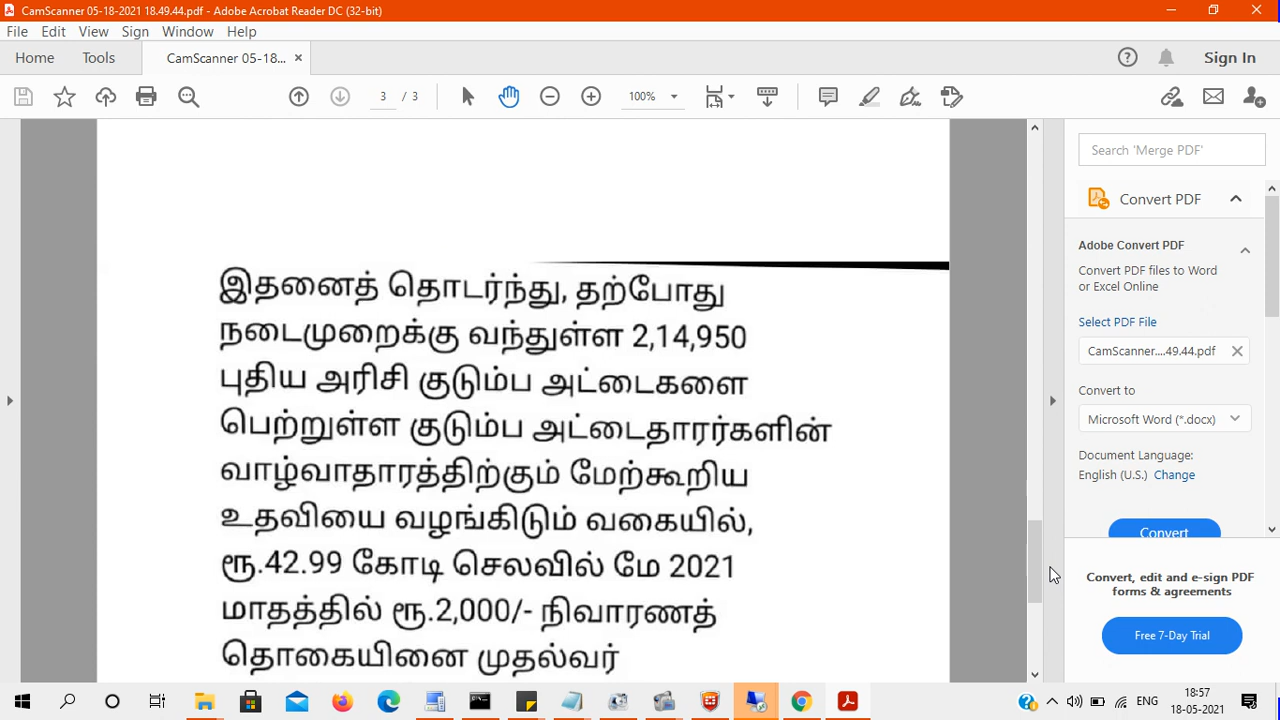 CamScanner 05-18-2021 18.49.44.pdf - Adobe Acrobat Reader DC (32-bit)
File Edit View Sign Window Help
Home Tools CamScanner 05-18... ×
Sign In
3 / 3 100%
Search 'Merge PDF'
Convert PDF
Adobe Convert PDF
Convert PDF files to Word
or Excel Online
Select PDF File
CamScanner....49.44.pdf
Convert to
Microsoft Word (*.docx)
Document Language:
English (U.S.) Change
Convert
Convert, edit and e-sign PDF
forms & agreements
Free 7-Day Trial
இதனைத் தொடர்ந்து, தற்போது
நடைமுறைக்கு வந்துள்ள 2,14,950
புதிய அரிசி குடும்ப அட்டைகளை
பெற்றுள்ள குடும்ப அட்டைதாரர்களின்
வாழ்வாதாரத்திற்கும் மேற்கூறிய
உதவியை வழங்கிடும் வகையில்,
ரூ.42.99 கோடி செலவில் மே 2021
மாதத்தில் ரூ.2,000/- நிவாரணத்
தொகையினை முதல்வர்
ENG
18:57
18-05-2021